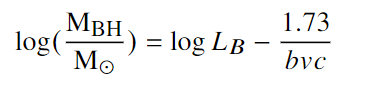 log(M_BH / M_⊙) = log L_B − 1.73 / bvc